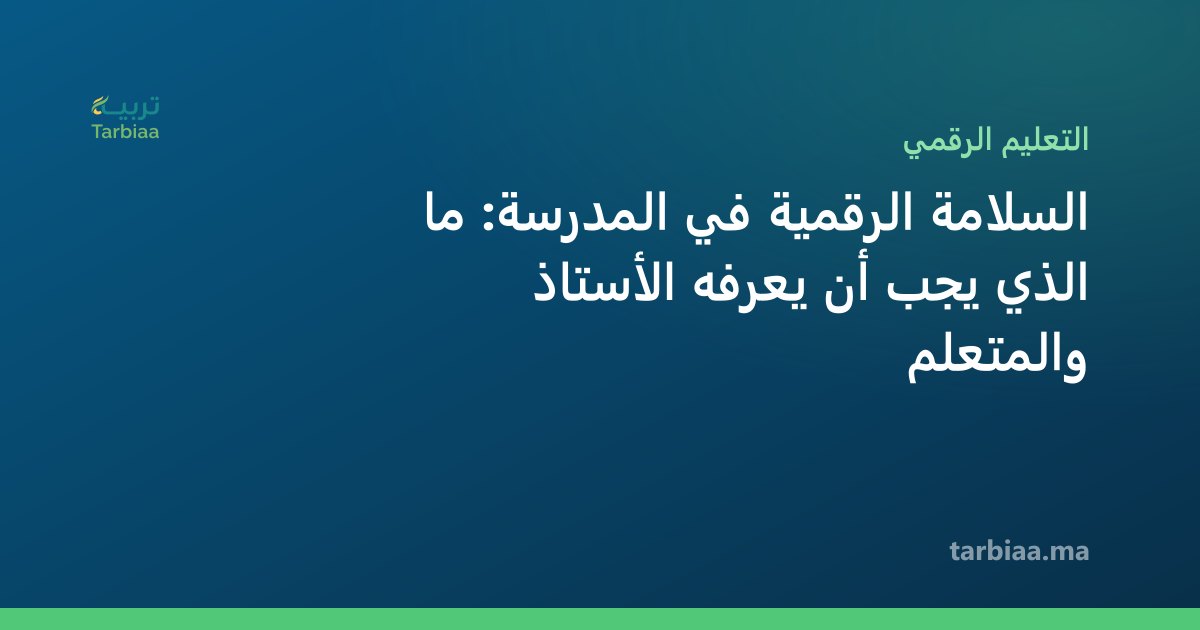 تربية
Tarbiaa
التعليم الرقمي
السلامة الرقمية في المدرسة: ما
الذي يجب أن يعرفه الأستاذ
والمتعلم
tarbiaa.ma